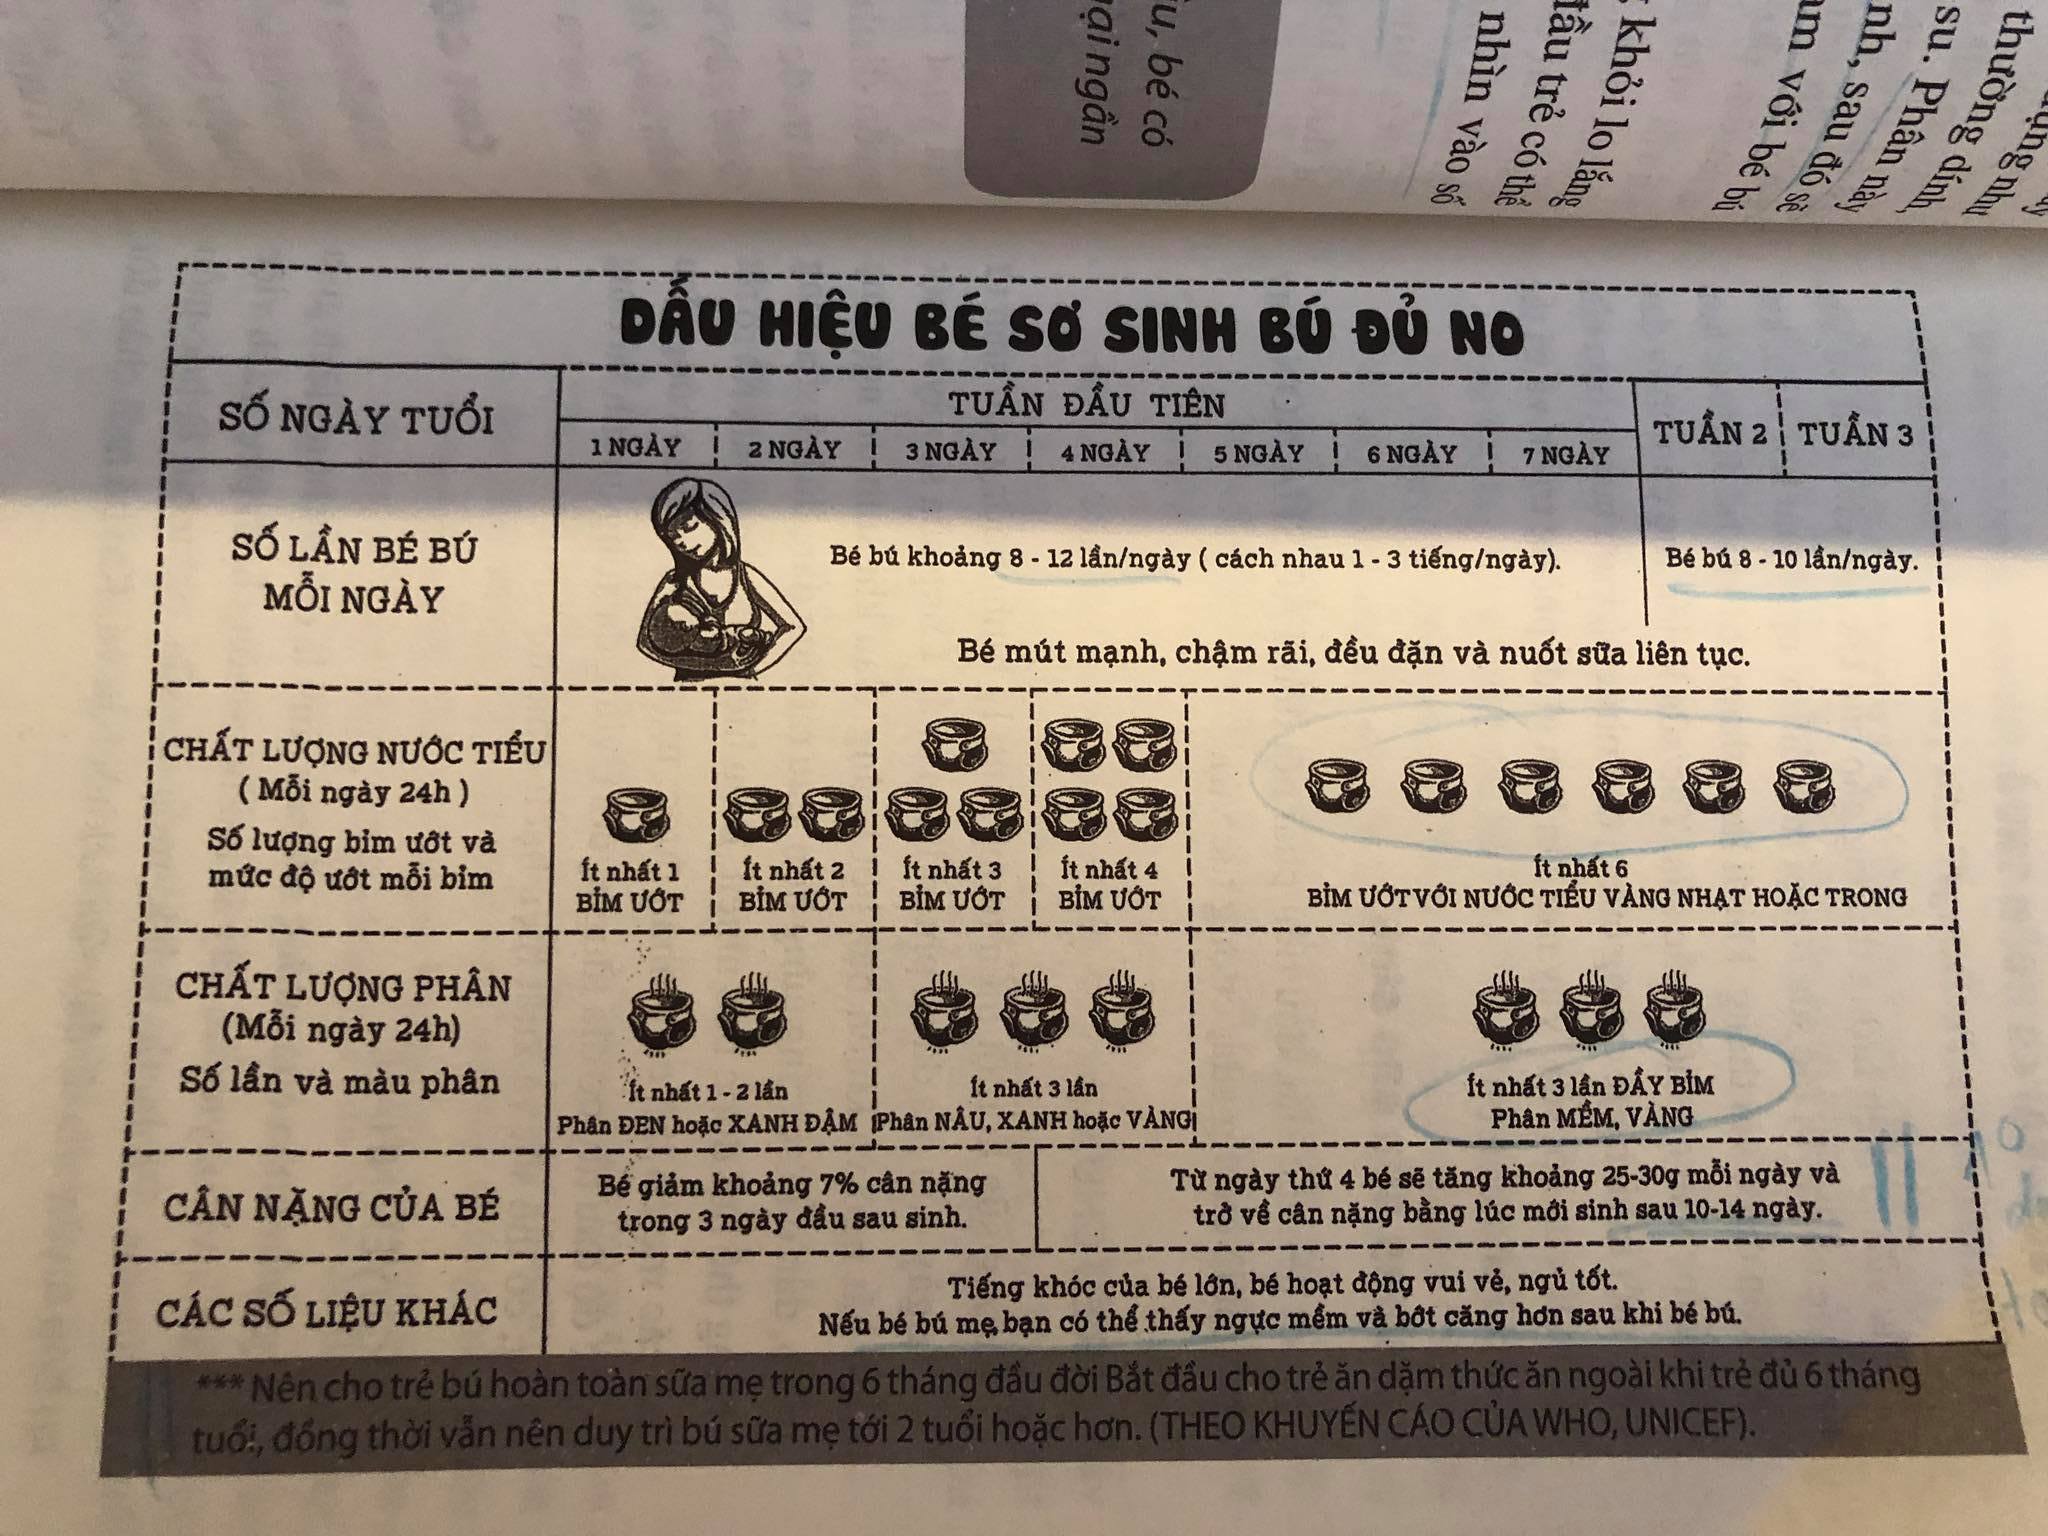 ìu, bé có
ại ngần
khỏi lo lắng
đầu trẻ có thể
nhìn vào số
thường như
su. Phân dính,
nh, sau đó sẽ
àm với bé bú
DẤU HIỆU BÉ SƠ SINH BÚ ĐỦ NO
SỐ NGÀY TUỔI
TUẦN ĐẦU TIÊN
1 NGÀY
2 NGÀY
3 NGÀY
4 NGÀY
5 NGÀY
6 NGÀY
7 NGÀY
TUẦN 2
TUẦN 3
SỐ LẦN BÉ BÚ
MỖI NGÀY
Bé bú khoảng 8 - 12 lần/ngày ( cách nhau 1 - 3 tiếng/ngày).
Bé bú 8 - 10 lần/ngày.
Bé mút mạnh, chậm rãi, đều đặn và nuốt sữa liên tục.
CHẤT LƯỢNG NƯỚC TIỂU
( Mỗi ngày 24h )
Số lượng bỉm ướt và
mức độ ướt mỗi bỉm
Ít nhất 1
BỈM ƯỚT
Ít nhất 2
BỈM ƯỚT
Ít nhất 3
BỈM ƯỚT
Ít nhất 4
BỈM ƯỚT
Ít nhất 6
BỈM ƯỚT VỚI NƯỚC TIỂU VÀNG NHẠT HOẶC TRONG
CHẤT LƯỢNG PHÂN
(Mỗi ngày 24h)
Số lần và màu phân
Ít nhất 1 - 2 lần
Phân ĐEN hoặc XANH ĐẬM
Ít nhất 3 lần
Phân NÂU, XANH hoặc VÀNG
Ít nhất 3 lần ĐẦY BỈM
Phân MỀM, VÀNG
CÂN NẶNG CỦA BÉ
Bé giảm khoảng 7% cân nặng
trong 3 ngày đầu sau sinh.
Từ ngày thứ 4 bé sẽ tăng khoảng 25-30g mỗi ngày và
trở về cân nặng bằng lúc mới sinh sau 10-14 ngày.
CÁC SỐ LIỆU KHÁC
Tiếng khóc của bé lớn, bé hoạt động vui vẻ, ngủ tốt.
Nếu bé bú mẹ, bạn có thể thấy ngực mềm và bớt căng hơn sau khi bé bú.
*** Nên cho trẻ bú hoàn toàn sữa mẹ trong 6 tháng đầu đời Bắt đầu cho trẻ ăn dặm thức ăn ngoài khi trẻ đủ 6 tháng
tuổi, đồng thời vẫn nên duy trì bú sữa mẹ tới 2 tuổi hoặc hơn. (THEO KHUYẾN CÁO CỦA WHO, UNICEF).